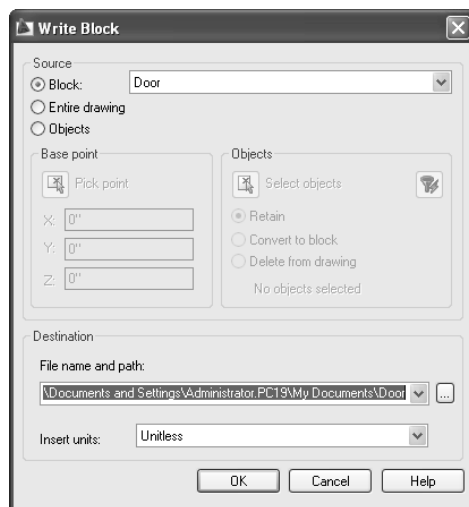 Write Block
Source
Block:
Door
Entire drawing
Objects
Base point
Pick point
X: 0"
Y: 0"
Z: 0"
Objects
Select objects
Retain
Convert to block
Delete from drawing
No objects selected
Destination
File name and path:
\Documents and Settings\Administrator.PC19\My Documents\Door
...
Insert units:
Unitless
OK
Cancel
Help